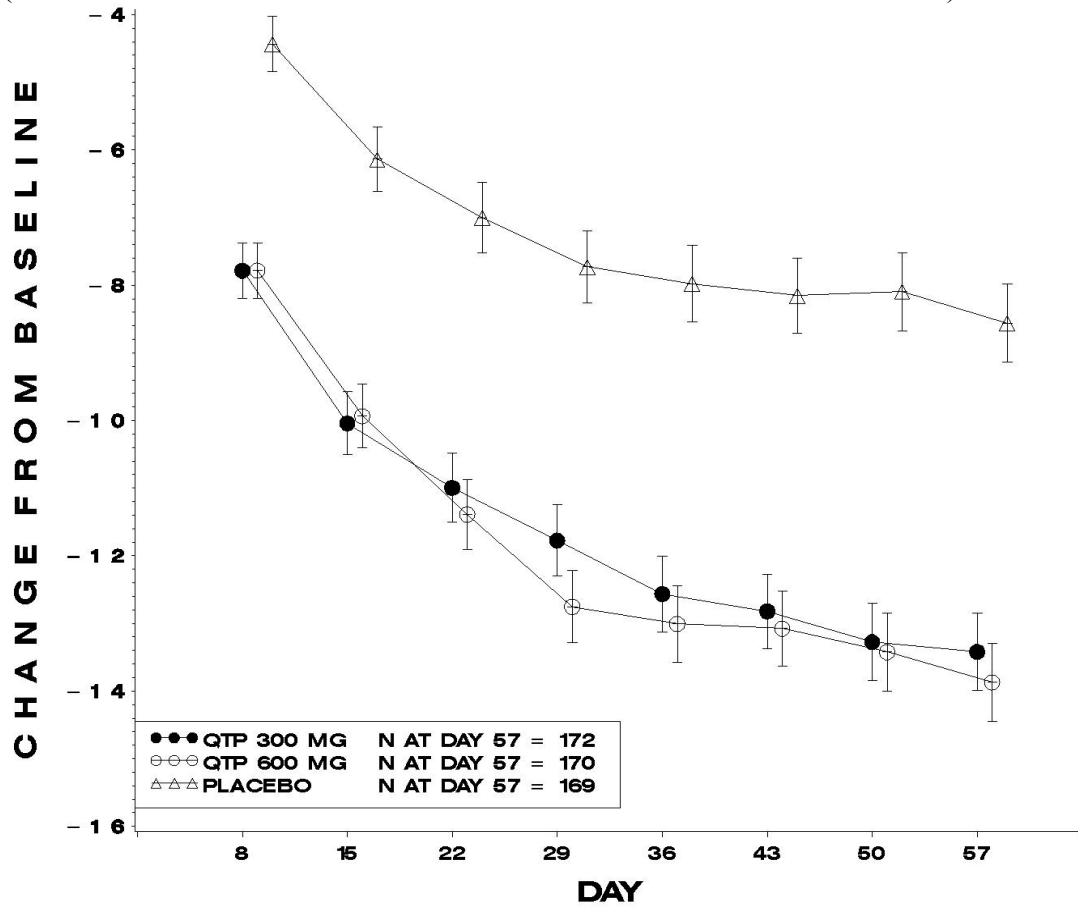 CHANGE FROM BASELINE
-4
-6
-8
-10
-12
-14
-16
QTP 300 MG N AT DAY 57 = 172
QTP 600 MG N AT DAY 57 = 170
PLACEBO N AT DAY 57 = 169
8 15 22 29 36 43 50 57
DAY